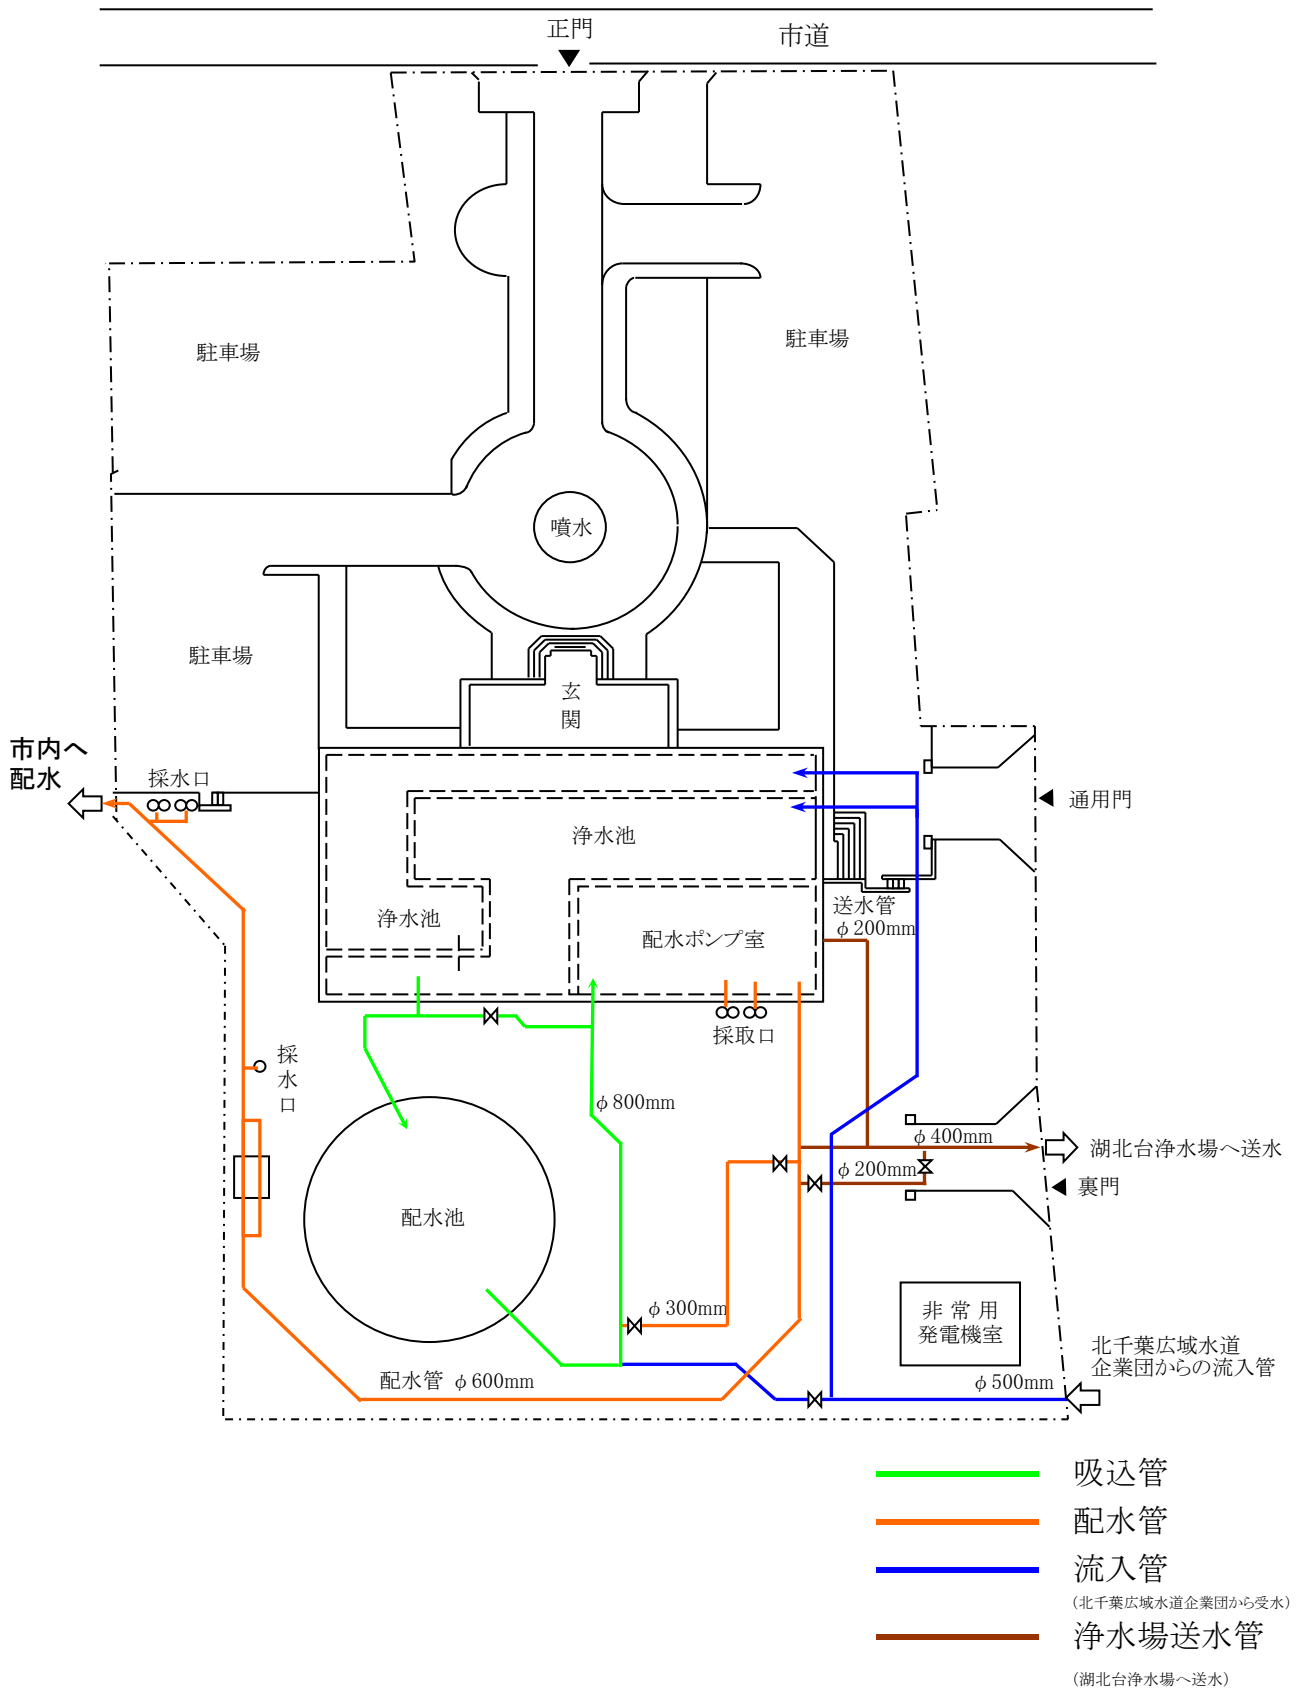 正門
市道
駐車場
駐車場
噴水
駐車場
玄
関
市内へ
配水
採水口
通用門
浄水池
浄水池
送水管
φ200mm
配水ポンプ室
採取口
採
水
口
φ800mm
φ400mm
湖北台浄水場へ送水
φ200mm
裏門
配水池
φ300mm
非常用
発電機室
北千葉広域水道
企業団からの流入管
配水管 φ600mm
φ500mm
吸込管
配水管
流入管
(北千葉広域水道企業団から受水)
浄水場送水管
(湖北台浄水場へ送水)